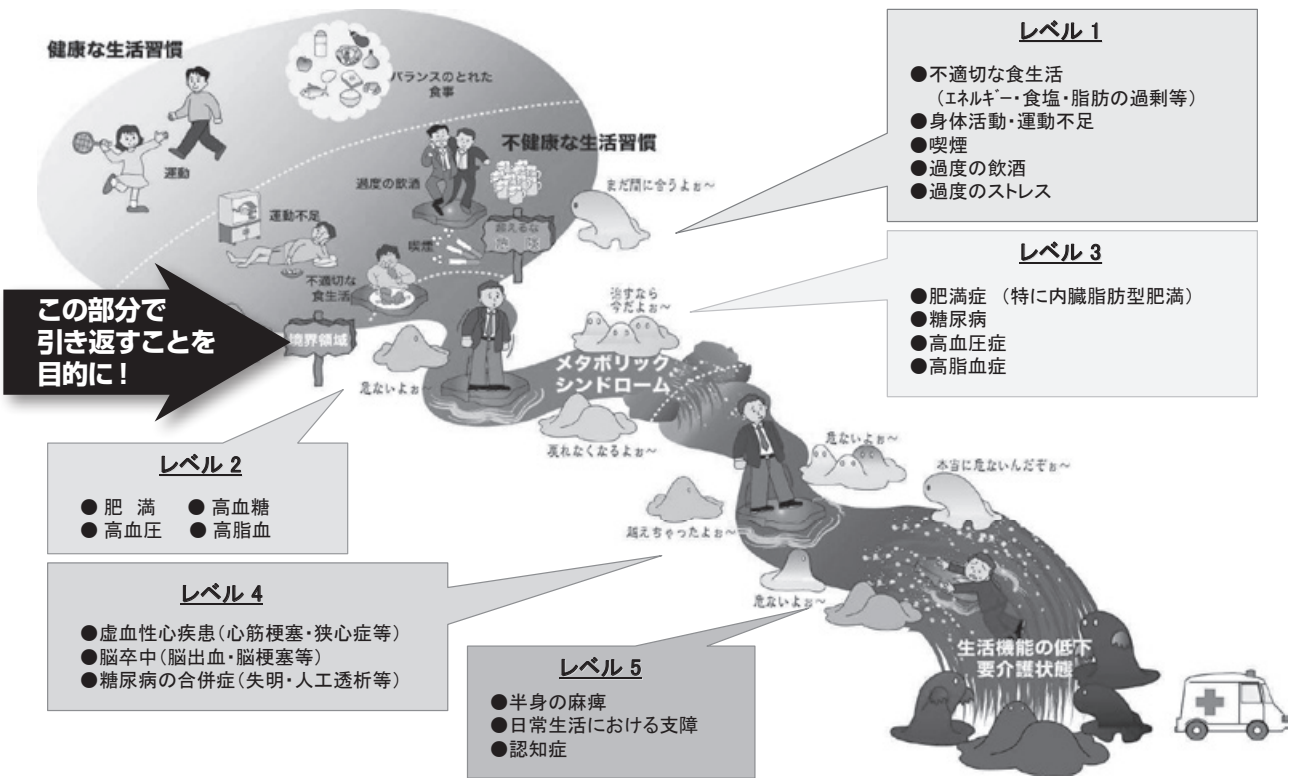 健康な生活習慣
バランスのとれた
食事
運動
不健康な生活習慣
過度の飲酒
まだ間に合うよぉ~
運動不足
喫煙
超えるな
危険
不適切な
食生活
この部分で
引き返すことを
目的に!
境界領域
危ないよぉ~
治すなら
今だよぉ~
メタボリック
シンドローム
戻れなくなるよぉ~
危ないよぉ~
本当に危ないんだぞぉ~
越えちゃったよぉ~
危ないよぉ~
生活機能の低下
要介護状態
レベル 1
●不適切な食生活
(エネルギー・食塩・脂肪の過剰等)
●身体活動・運動不足
●喫煙
●過度の飲酒
●過度のストレス
レベル 3
●肥満症 (特に内臓脂肪型肥満)
●糖尿病
●高血圧症
●高脂血症
レベル 2
● 肥 満 ● 高血糖
● 高血圧 ● 高脂血
レベル 4
●虚血性心疾患(心筋梗塞・狭心症等)
●脳卒中(脳出血・脳梗塞等)
●糖尿病の合併症(失明・人工透析等)
レベル 5
●半身の麻痺
●日常生活における支障
●認知症